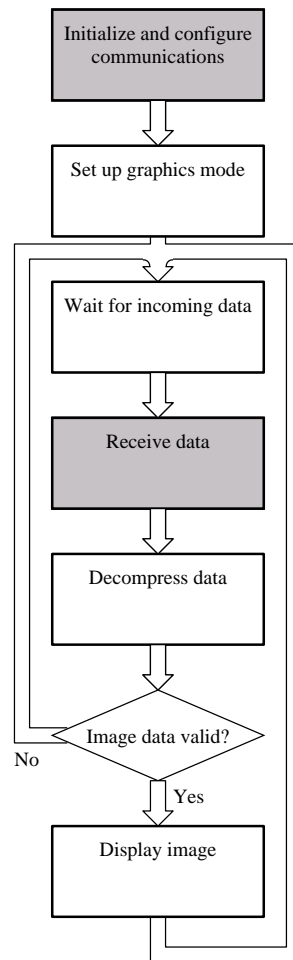 Initialize and configure
communications
Set up graphics mode
Wait for incoming data
Receive data
Decompress data
Image data valid?
No
Yes
Display image